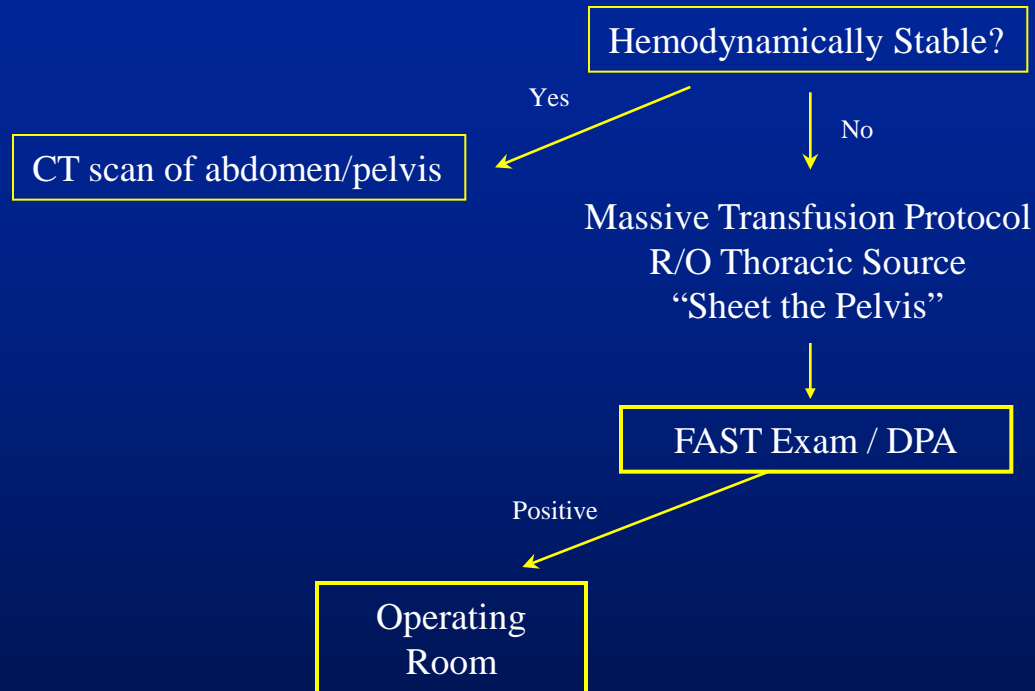 Hemodynamically Stable?
Yes
No
CT scan of abdomen/pelvis
Massive Transfusion Protocol
R/O Thoracic Source
“Sheet the Pelvis”
FAST Exam / DPA
Positive
Operating
Room